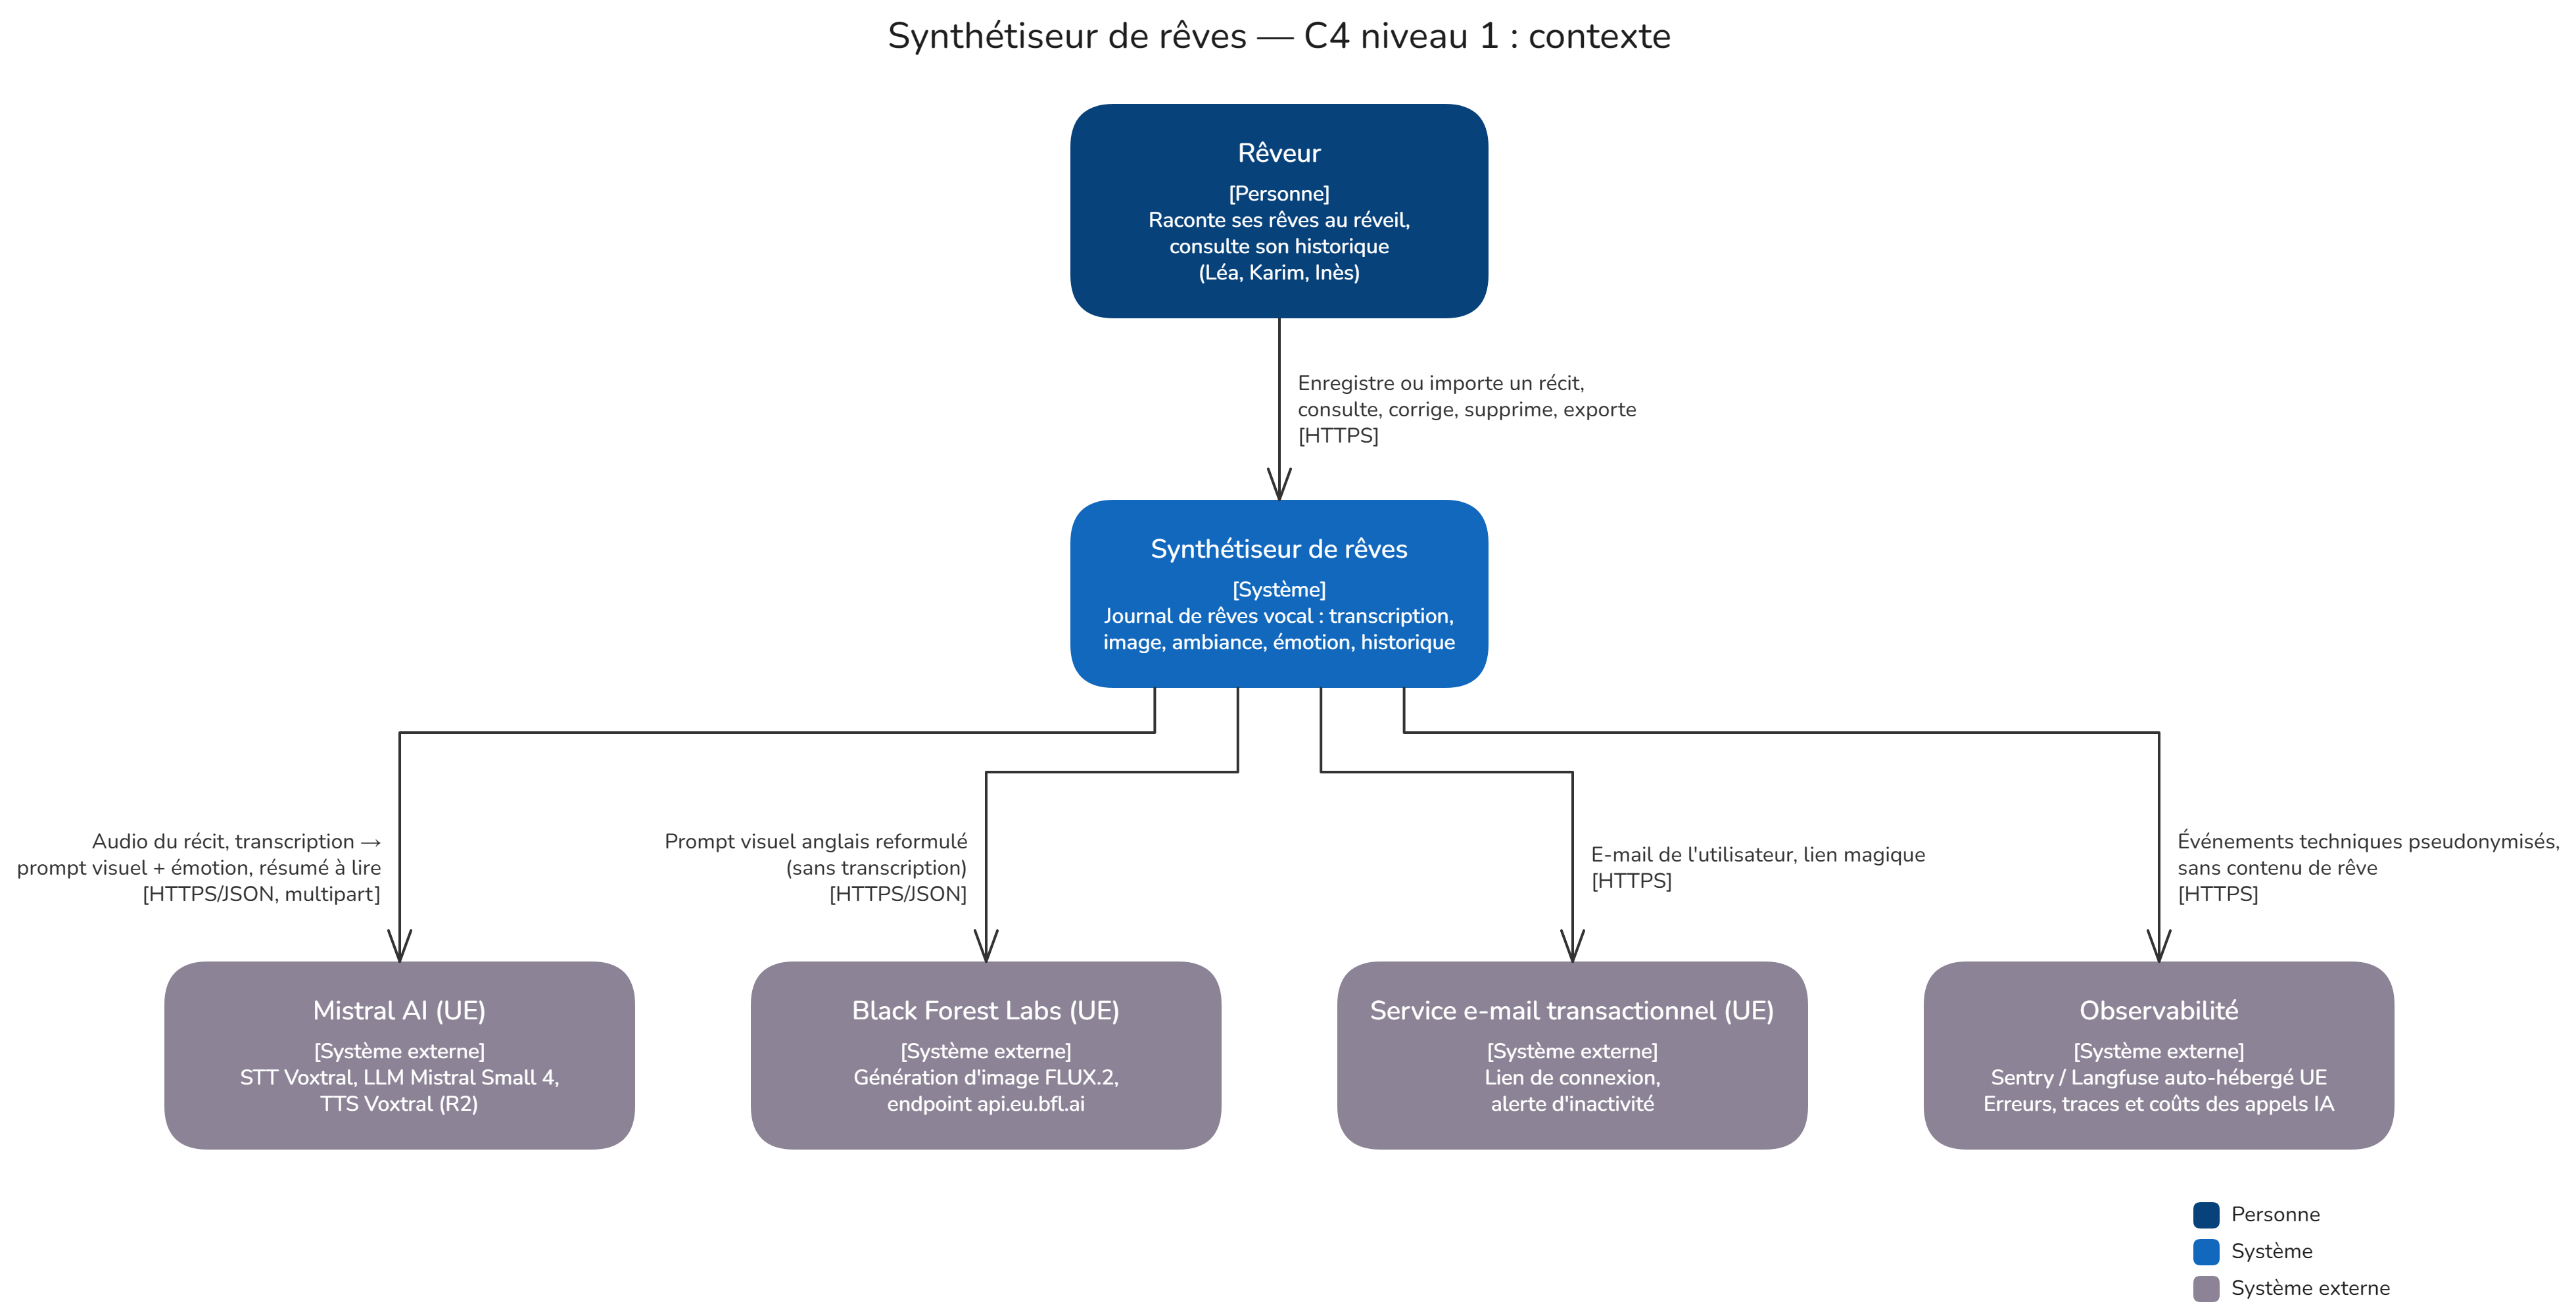 Synthétiseur de rêves — C4 niveau 1 : contexte
Rêveur
[Personne]
Raconte ses rêves au réveil,
consulte son historique
(Léa, Karim, Inès)
Enregistre ou importe un récit,
consulte, corrige, supprime, exporte
[HTTPS]
Synthétiseur de rêves
[Système]
Journal de rêves vocal : transcription,
image, ambiance, émotion, historique
Audio du récit, transcription →
prompt visuel + émotion, résumé à lire
[HTTPS/JSON, multipart]
Prompt visuel anglais reformulé
(sans transcription)
[HTTPS/JSON]
E-mail de l'utilisateur, lien magique
[HTTPS]
Événements techniques pseudonymisés,
sans contenu de rêve
[HTTPS]
Mistral AI (UE)
[Système externe]
STT Voxtral, LLM Mistral Small 4,
TTS Voxtral (R2)
Black Forest Labs (UE)
[Système externe]
Génération d'image FLUX.2,
endpoint api.eu.bfl.ai
Service e-mail transactionnel (UE)
[Système externe]
Lien de connexion,
alerte d'inactivité
Observabilité
[Système externe]
Sentry / Langfuse auto-hébergé UE
Erreurs, traces et coûts des appels IA
Personne
Système
Système externe